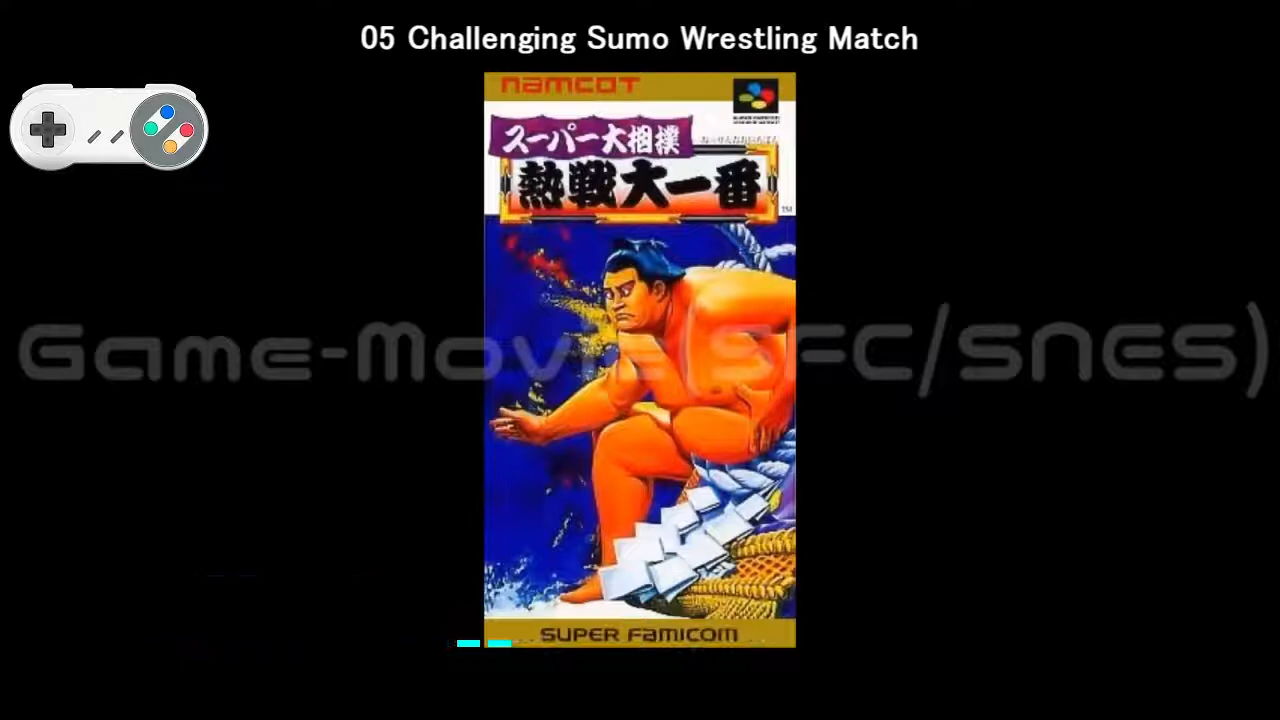 05 Challenging Sumo Wrestling Match
namcot
スーパー大相撲
熱戦大一番
TM
Game-Movie(SFC/SNES)
SUPER FAMICOM